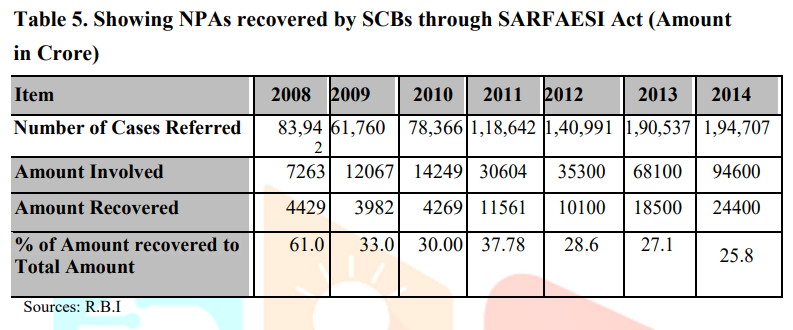 Table 5. Showing NPAs recovered by SCBs through SARFAESI Act (Amount
in Crore)
Item 2008 2009 2010 2011 2012 2013 2014
Number of Cases Referred 83,94 61,760 78,366 1,18,642 1,40,991 1,90,537 1,94,707
2
Amount Involved 7263 12067 14249 30604 35300 68100 94600
Amount Recovered 4429 3982 4269 11561 10100 18500 24400
% of Amount recovered to 61.0 33.0 30.00 37.78 28.6 27.1 25.8
Total Amount
Sources: R.B.I